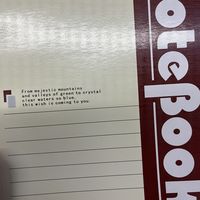 From majestic mountains
and valleys of green to crystal
clear waters so blue,
this wish is coming to you.
oteBook